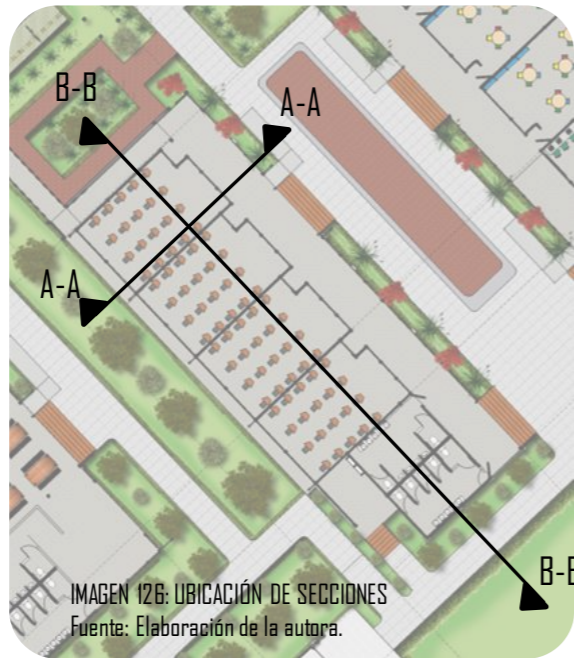 B-B
A-A
A-A
B-B
IMAGEN 126: UBICACIÓN DE SECCIONES
Fuente: Elaboración de la autora.